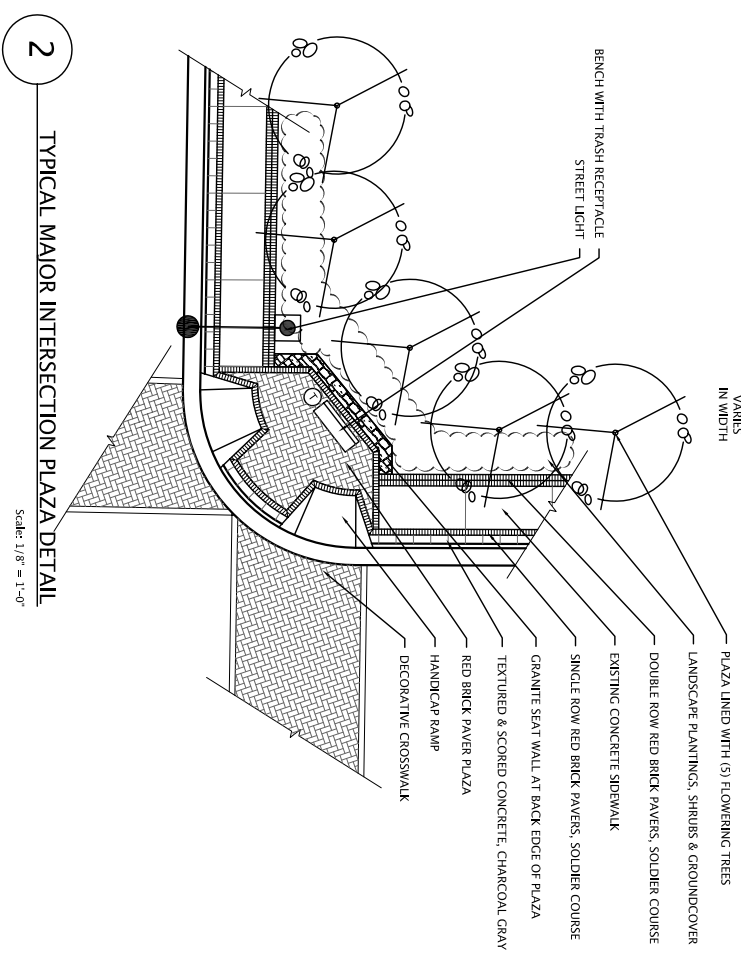 VARIES
IN WIDTH
PLAZA LINED WITH (5) FLOWERING TREES
LANDSCAPE PLANTINGS, SHRUBS & GROUNDCOVER
DOUBLE ROW RED BRICK PAVERS, SOLDIER COURSE
EXISTING CONCRETE SIDEWALK
SINGLE ROW RED BRICK PAVERS, SOLDIER COURSE
GRANITE SEAT WALL AT BACK EDGE OF PLAZA
TEXTURED & SCORED CONCRETE, CHARCOAL GRAY
RED BRICK PAVER PLAZA
HANDICAP RAMP
DECORATIVE CROSSWALK
BENCH WITH TRASH RECEPTACLE
STREET LIGHT
T
2
TYPICAL MAJOR INTERSECTION PLAZA DETAIL
Scale: 1/8" = 1'-0"